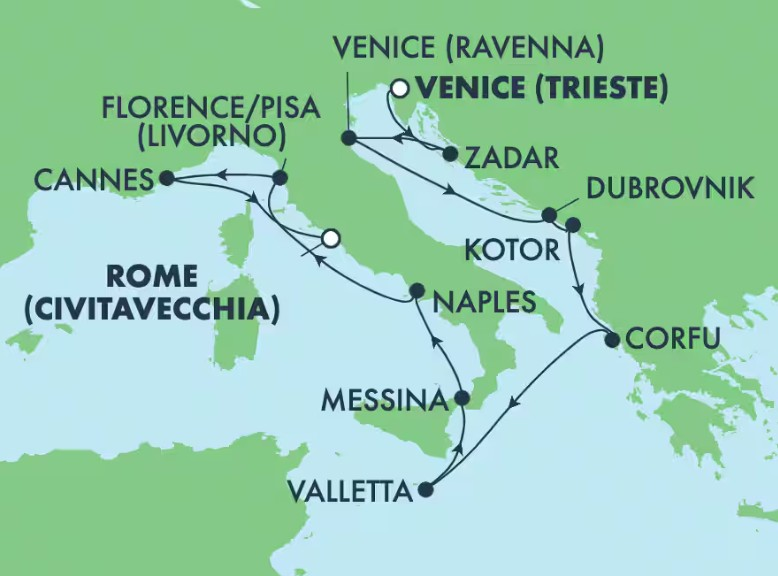 VENICE (RAVENNA)
VENICE (TRIESTE)
FLORENCE/PISA
(LIVORNO)
ZADAR
CANNES
DUBROVNIK
KOTOR
ROME
(CIVITAVECCHIA)
NAPLES
CORFU
MESSINA
VALLETTA